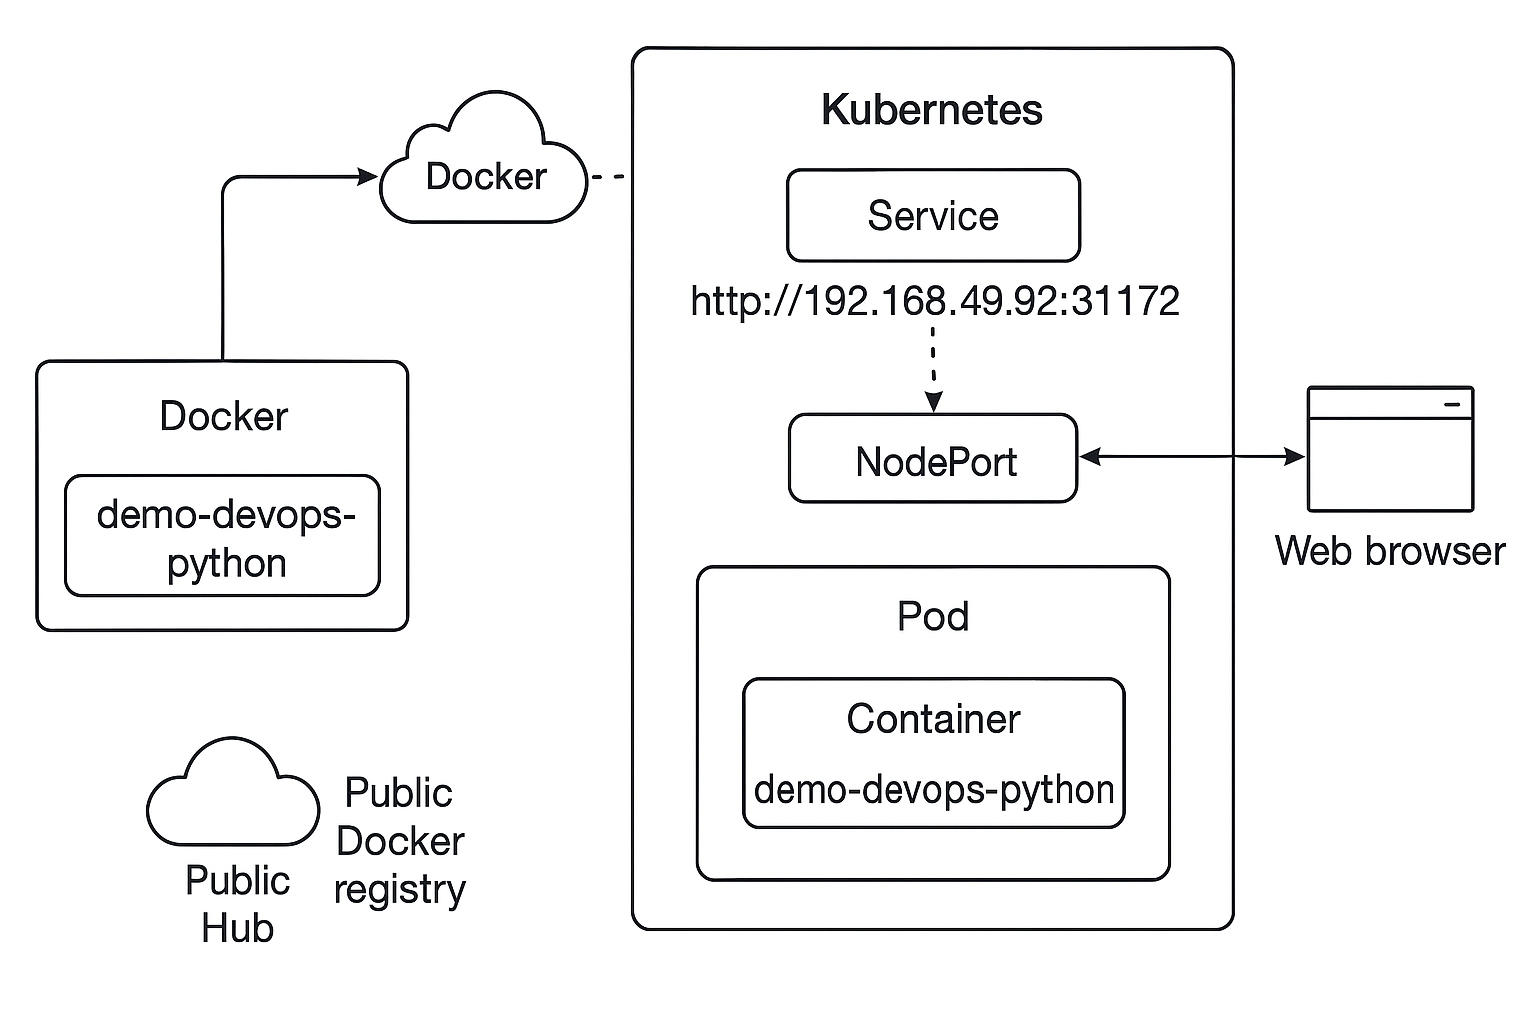 Docker
Docker
demo-devops-
python
Public
Hub
Public
Docker
registry
Kubernetes
Service
http://192.168.49.92:31172
NodePort
Pod
Container
demo-devops-python
Web browser